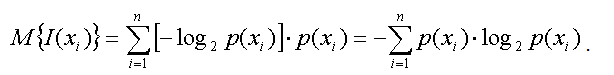 M{I(xᵢ)} = ∑ᵢ₌₁ⁿ [−log₂ p(xᵢ)]· p(xᵢ) = −∑ᵢ₌₁ⁿ p(xᵢ)· log₂ p(xᵢ) .